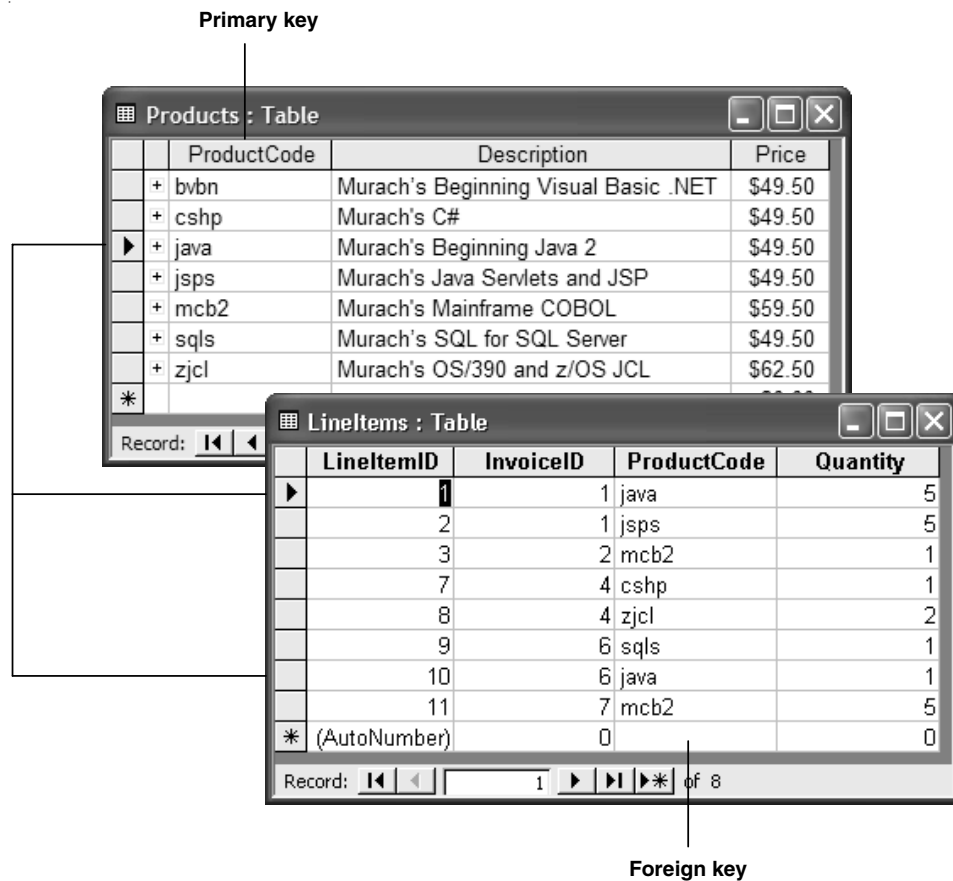 Primary key
Products : Table
ProductCode Description Price
+ bvbn Murach's Beginning Visual Basic .NET $49.50
+ cshp Murach's C# $49.50
+ java Murach's Beginning Java 2 $49.50
+ jsps Murach's Java Servlets and JSP $49.50
+ mcb2 Murach's Mainframe COBOL $59.50
+ sqls Murach's SQL for SQL Server $49.50
+ zjcl Murach's OS/390 and z/OS JCL $62.50
Record:
LineItems : Table
LineItemID InvoiceID ProductCode Quantity
1 1 java 5
2 1 jsps 5
3 2 mcb2 1
7 4 cshp 1
8 4 zjcl 2
9 6 sqls 1
10 6 java 1
11 7 mcb2 5
(AutoNumber) 0 0
Record: 1 of 8
Foreign key